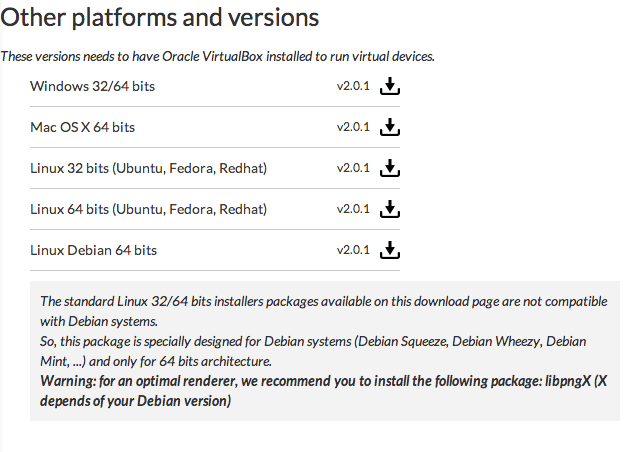 Other platforms and versions
These versions needs to have Oracle VirtualBox installed to run virtual devices.
Windows 32/64 bits v2.0.1
Mac OS X 64 bits v2.0.1
Linux 32 bits (Ubuntu, Fedora, Redhat) v2.0.1
Linux 64 bits (Ubuntu, Fedora, Redhat) v2.0.1
Linux Debian 64 bits v2.0.1
The standard Linux 32/64 bits installers packages available on this download page are not compatible
with Debian systems.
So, this package is specially designed for Debian systems (Debian Squeeze, Debian Wheezy, Debian
Mint, ...) and only for 64 bits architecture.
Warning: for an optimal renderer, we recommend you to install the following package: libpngX (X
depends of your Debian version)